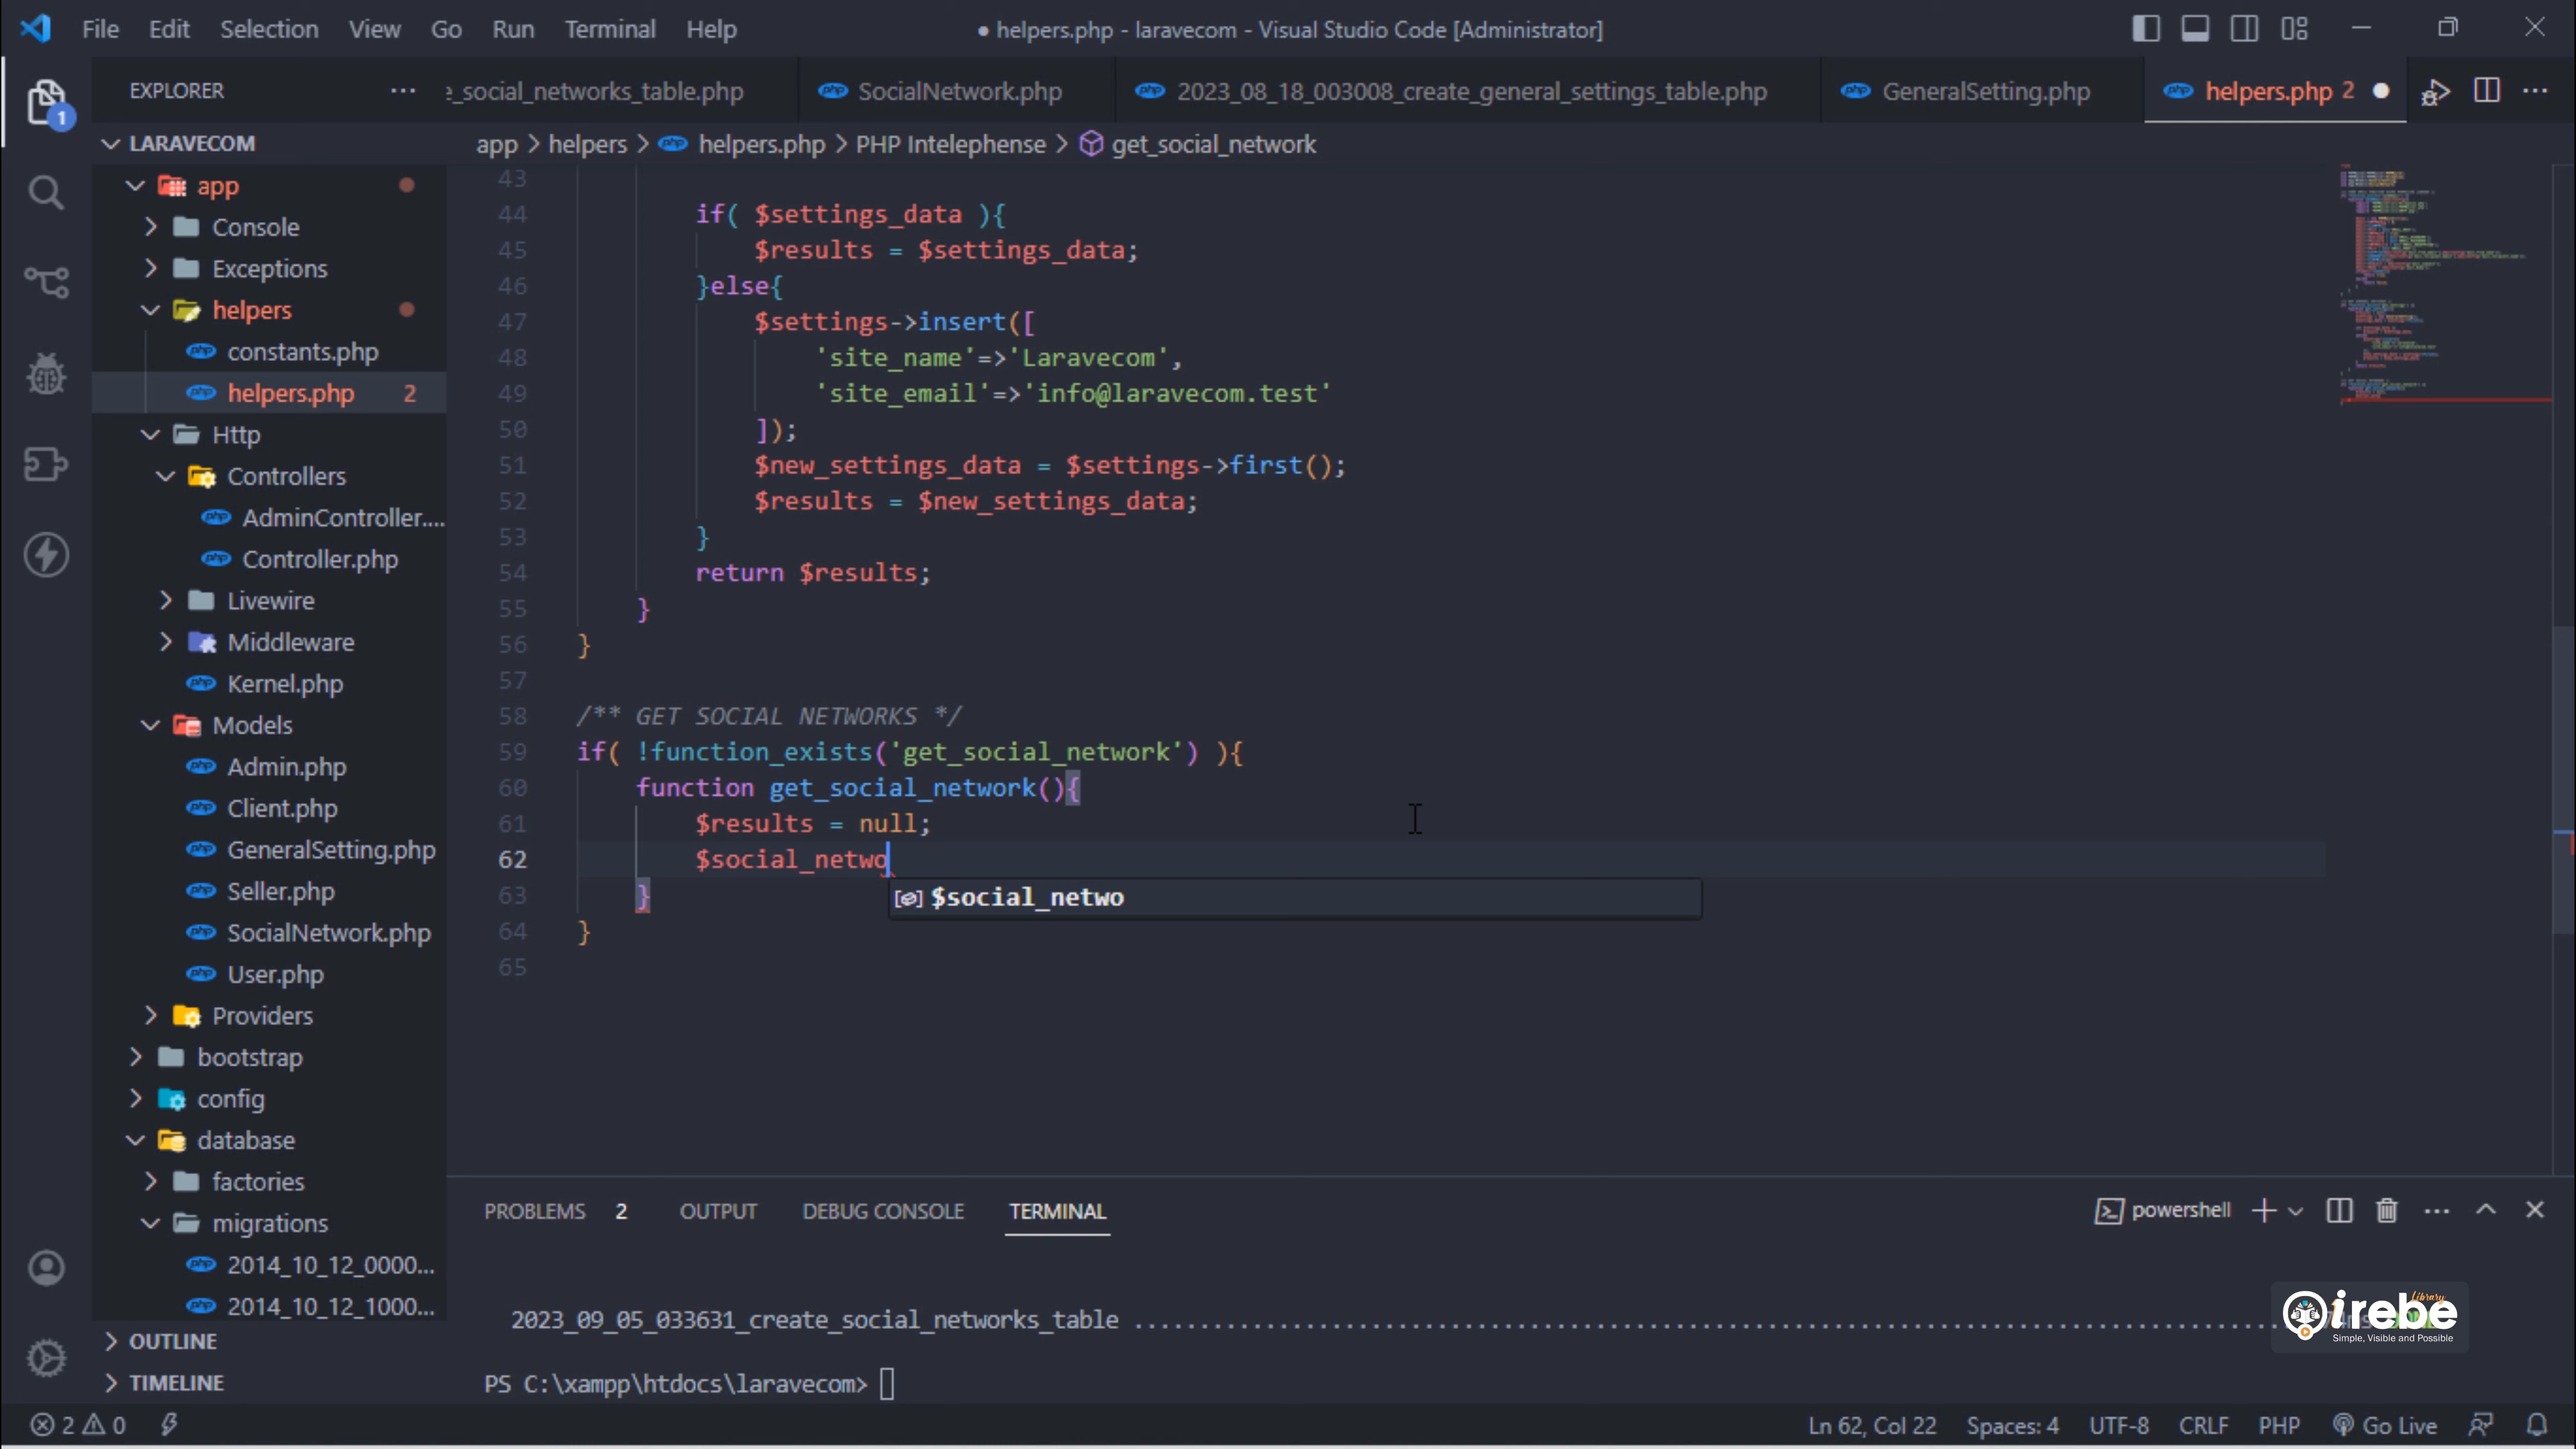 File Edit Selection View Go Run Terminal Help
● helpers.php - laravecom - Visual Studio Code [Administrator]
EXPLORER
e_social_networks_table.php SocialNetwork.php 2023_08_18_003008_create_general_settings_table.php GeneralSetting.php helpers.php 2
1
LARAVECOM
app > helpers > helpers.php > PHP Intelephense > get_social_network
app
Console
Exceptions
helpers
constants.php
helpers.php 2
Http
Controllers
AdminController....
Controller.php
Livewire
Middleware
Kernel.php
Models
Admin.php
Client.php
GeneralSetting.php
Seller.php
SocialNetwork.php
User.php
Providers
bootstrap
config
database
factories
migrations
2014_10_12_0000...
2014_10_12_1000...
OUTLINE
TIMELINE
43
44 if( $settings_data ){
45 $results = $settings_data;
46 }else{
47 $settings->insert([
48 'site_name'=>'Laravecom',
49 'site_email'=>'info@laravecom.test'
50 ]);
51 $new_settings_data = $settings->first();
52 $results = $new_settings_data;
53 }
54 return $results;
55 }
56 }
57
58 /** GET SOCIAL NETWORKS */
59 if( !function_exists('get_social_network') ){
60 function get_social_network(){
61 $results = null;
62 $social_netwo
63 }
$social_netwo
64 }
65
PROBLEMS 2 OUTPUT DEBUG CONSOLE TERMINAL
powershell
2023_09_05_033631_create_social_networks_table
PS C:\xampp\htdocs\laravecom>
irebe
Library
Simple, Visible and Possible
2 0
Ln 62, Col 22 Spaces: 4 UTF-8 CRLF PHP Go Live